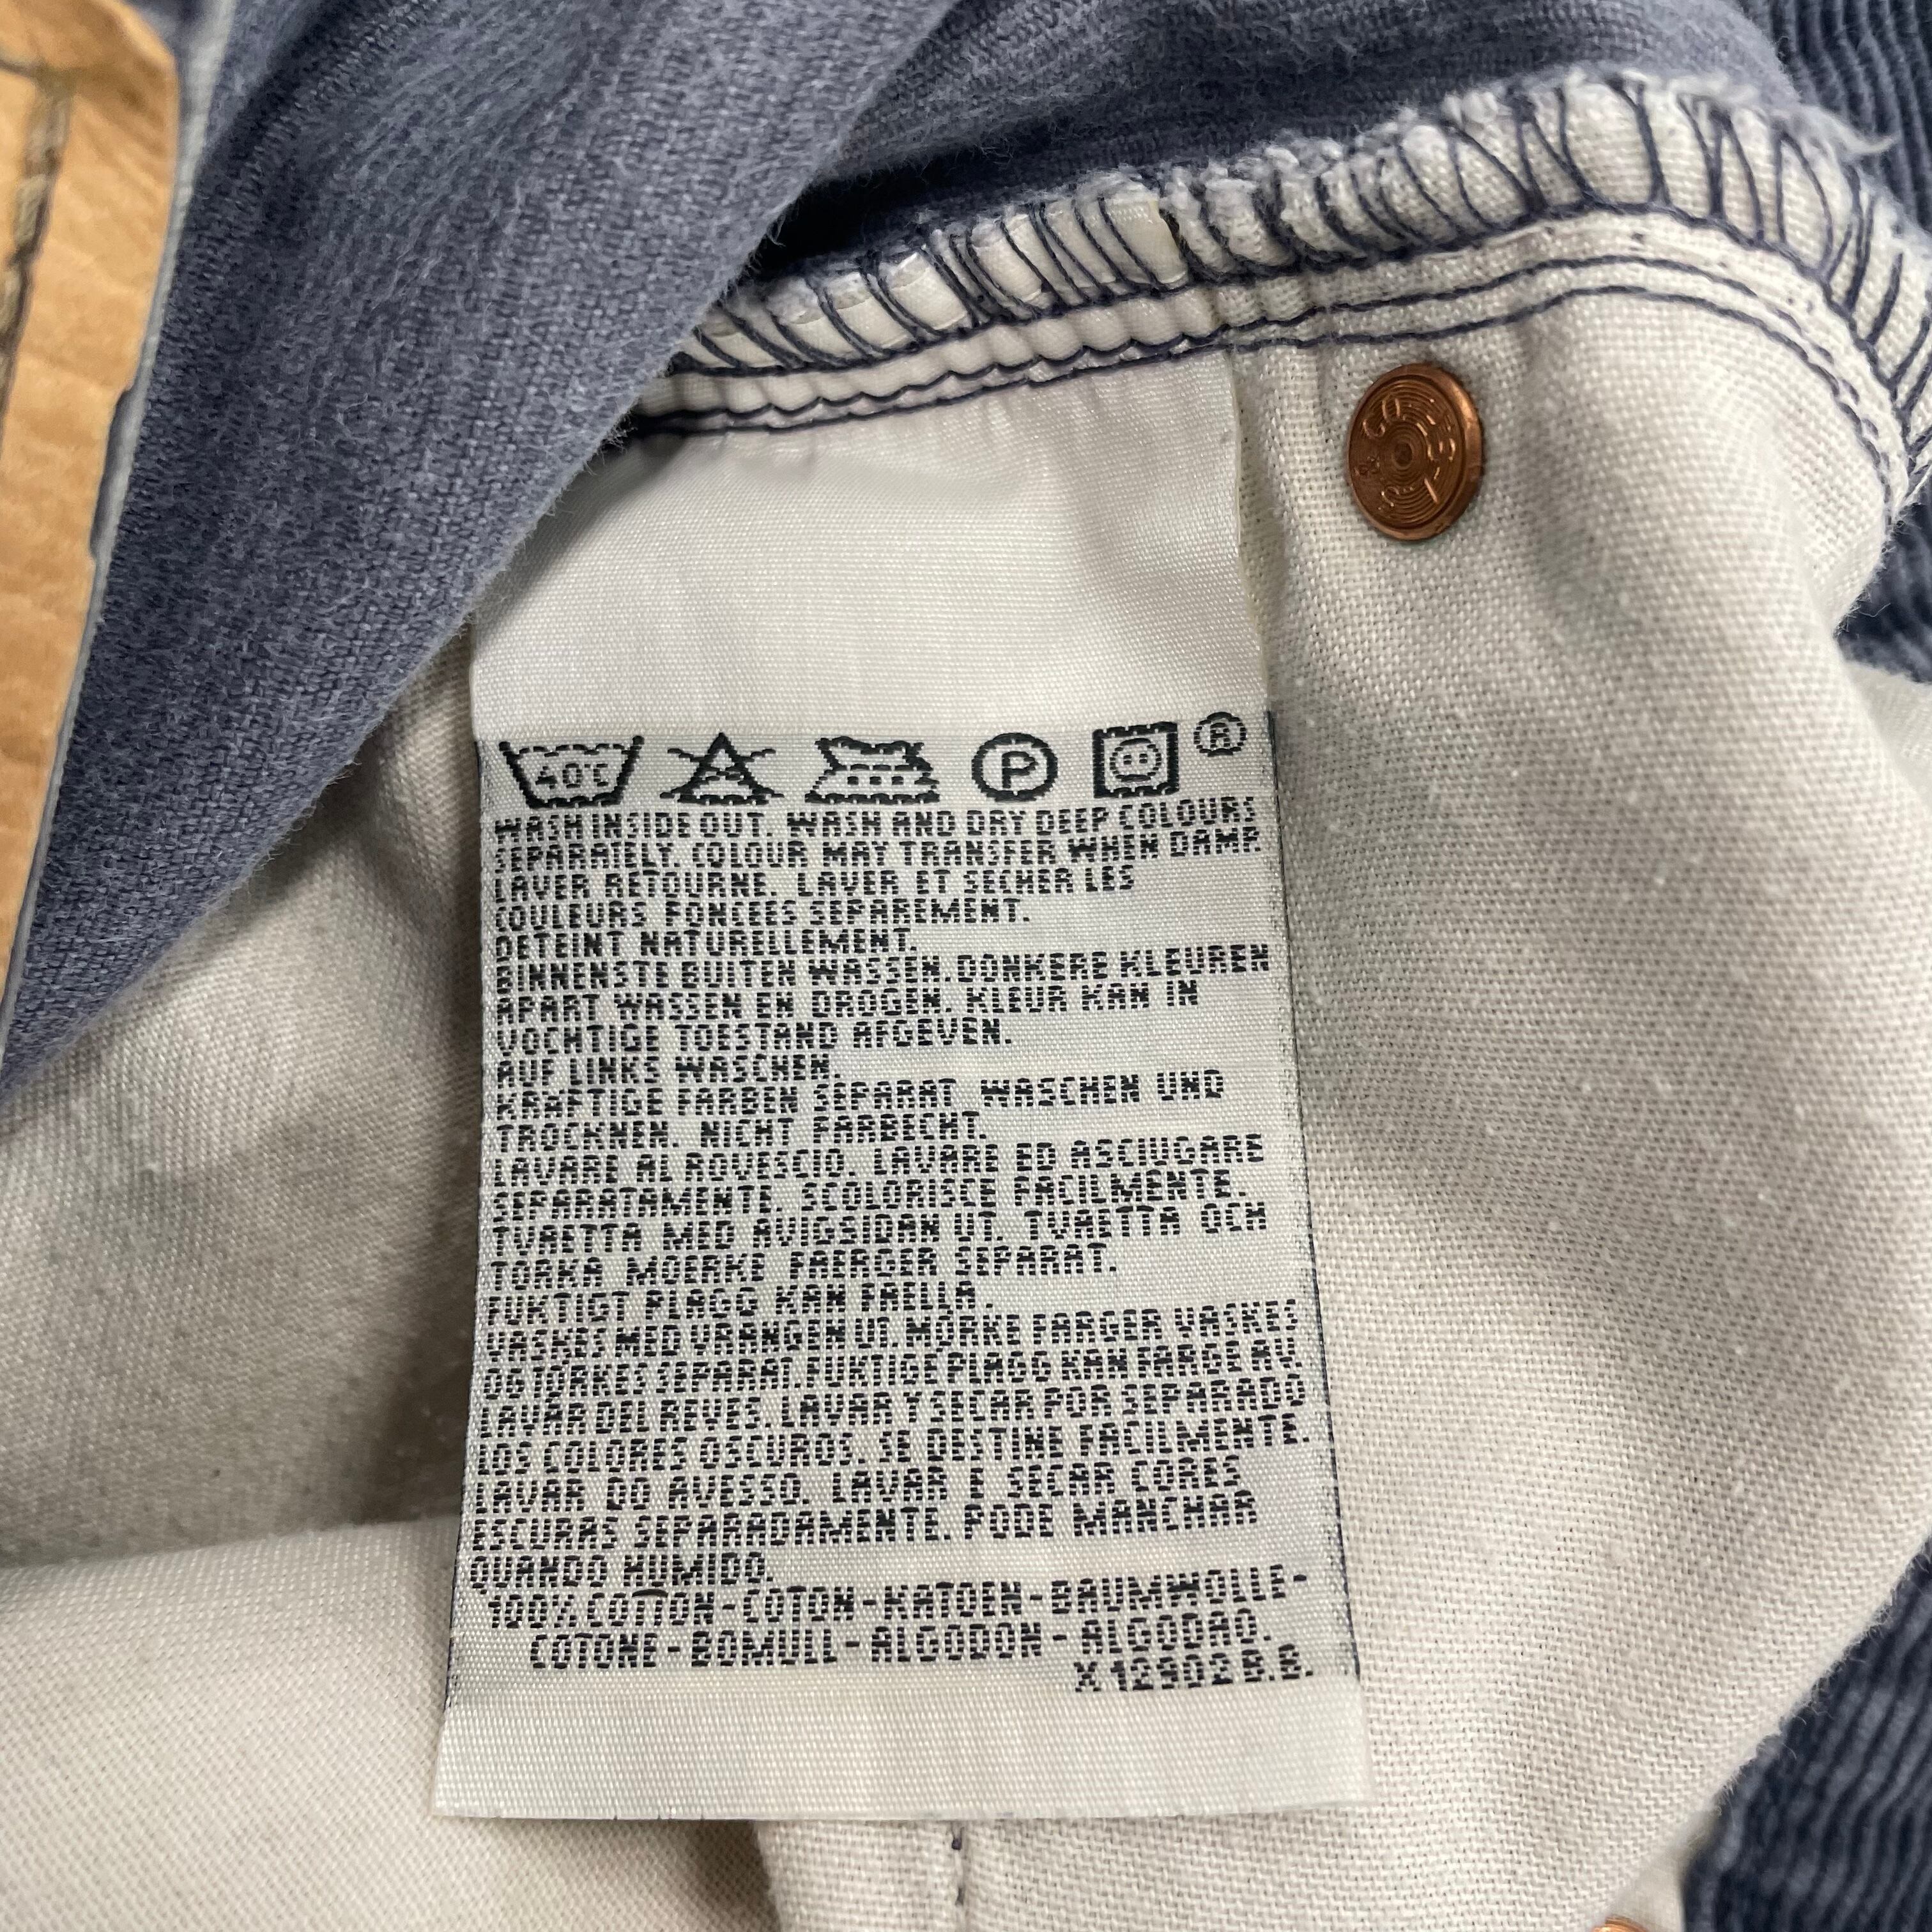 40°C P ®
WASH INSIDE OUT. WASH AND DRY DEEP COLOURS
SEPARATELY. COLOUR MAY TRANSFER WHEN DAMP.
LAVER RETOURNE. LAVER ET SECHER LES
COULEURS FONCEES SEPAREMENT.
DETEINT NATURELLEMENT.
BINNENSTE BUITEN WASSEN. DONKERE KLEUREN
APART WASSEN EN DROGEN. KLEUR KAN IN
VOCHTIGE TOESTAND AFGEVEN.
AUF LINKS WASCHEN.
KRAFTIGE FARBEN SEPARAT WASCHEN UND
TROCKNEN. NICHT FARBECHT.
LAVARE AL ROVESCIO. LAVARE ED ASCIUGARE
SEPARATAMENTE. SCOLORISCE FACILMENTE.
TVAETTA MED AVIGSIDAN UT. TVAETTA OCH
TORKA MOERKE FAERGER SEPARAT.
FUKTIGT PLAGG KAN FAELLA.
VASKES MED VRANGEN UT. MØRKE FARGER VASKES
OG TØRKES SEPARAT. FUKTIGE PLAGG KAN FARGE AV.
LAVAR DEL REVES. LAVAR Y SECAR POR SEPARADO
LOS COLORES OSCUROS. SE DESTINE FACILMENTE.
LAVAR DO AVESSO. LAVAR E SECAR CORES
ESCURAS SEPARADAMENTE. PODE MANCHAR
QUANDO HUMIDO.
100% COTTON-COTON-KATOEN-BAUMWOLLE-
COTONE-BOMULL-ALGODON-ALGODAO.
X12902 B.B.